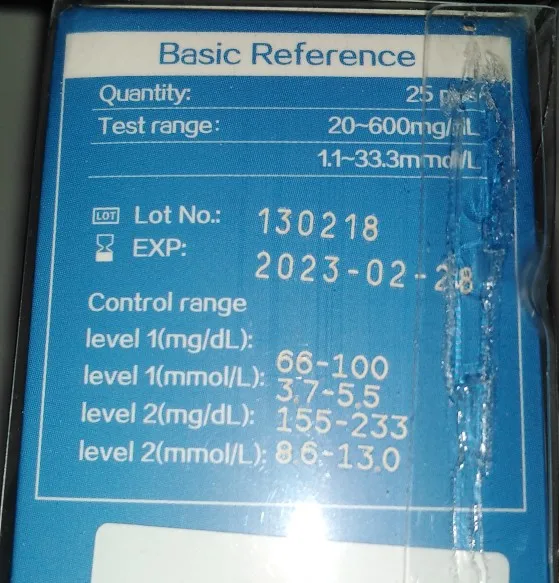 Basic Reference
Quantity: 25
Test range: 20~600mg/dL
1.1~33.3mmol/L
LOT Lot No.: 130218
EXP: 2023-02-28
Control range
level 1(mg/dL): 66-100
level 1(mmol/L): 3.7-5.5
level 2(mg/dL): 155-233
level 2(mmol/L): 8.6-13.0